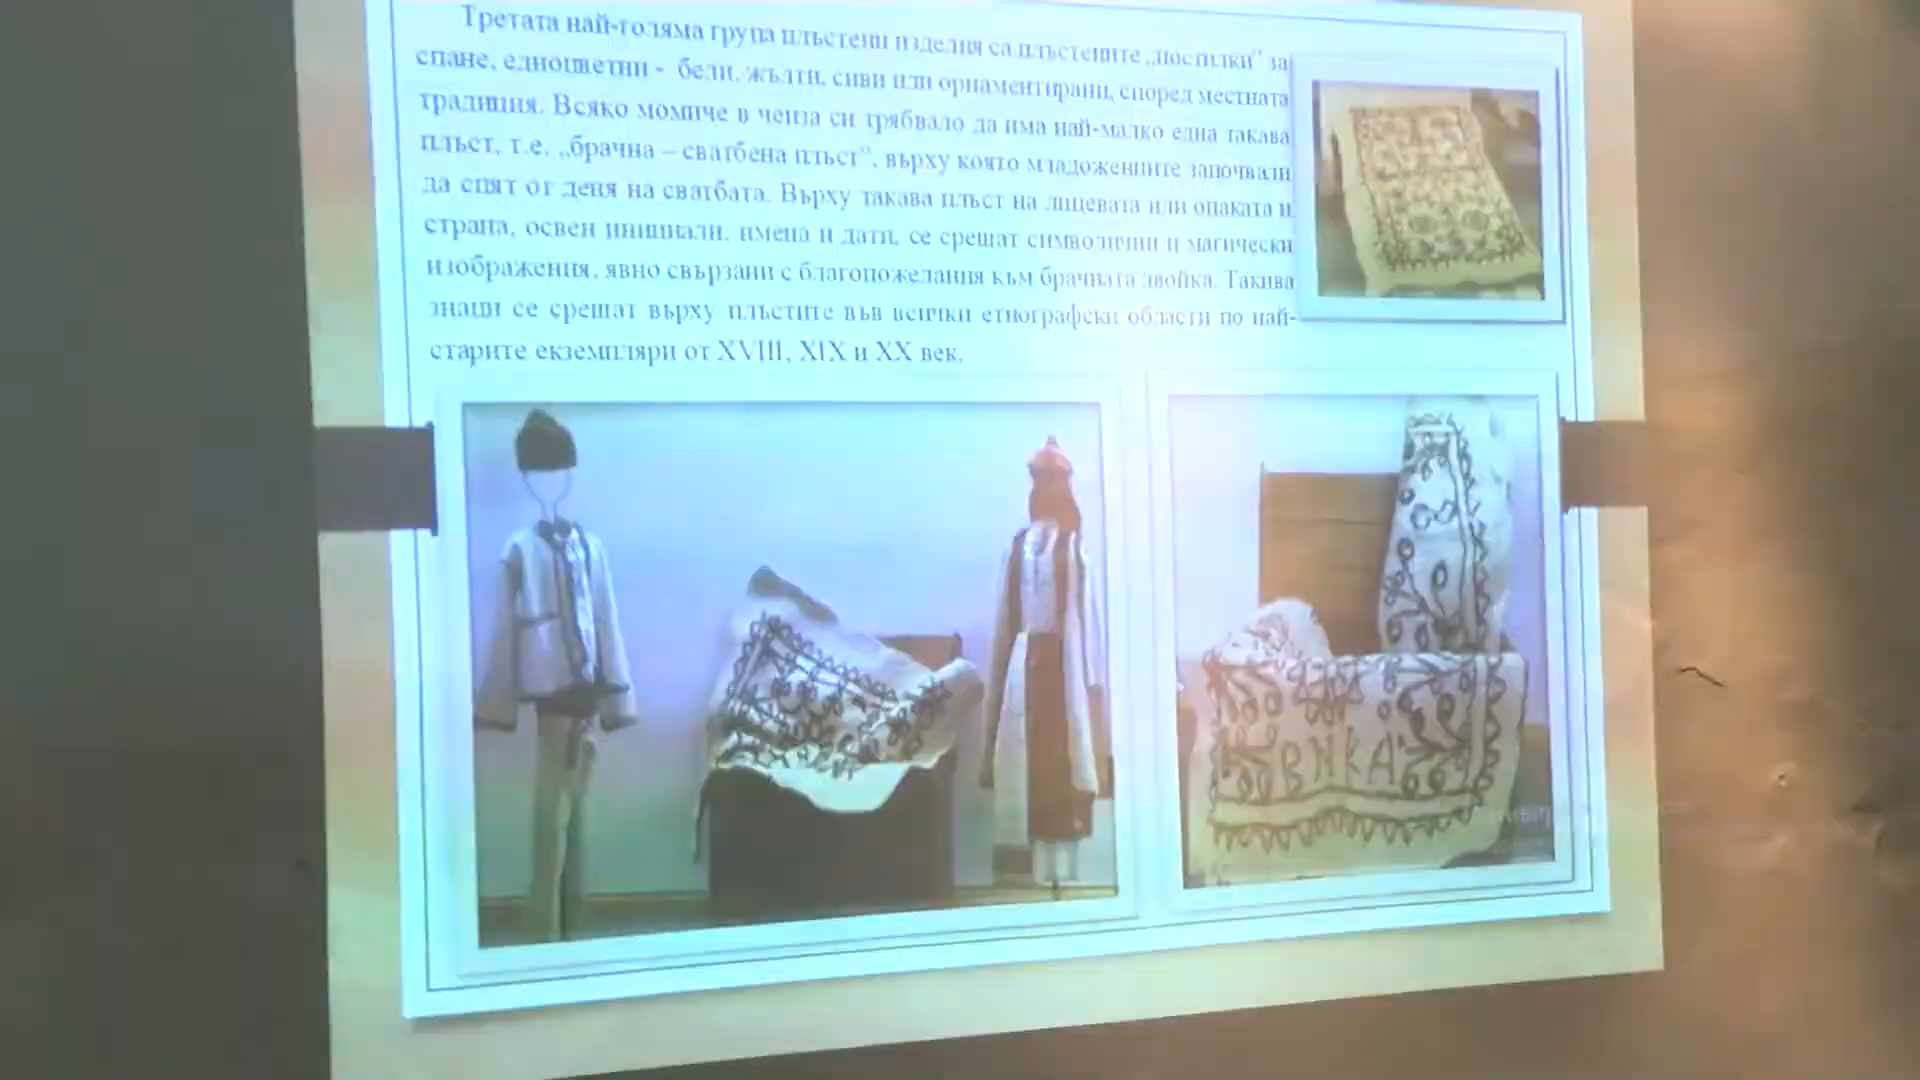 Третата най-голяма група плъстени изделия са плъстените „постилки" за
спане, едноцветни - бели, жълти, сиви или орнаментирани, според местната
традиция. Всяко момиче в чеиза си трябвало да има най-малко една такава
плъст, т.е. „брачна – сватбена плъст", върху която младоженците започвали
да спят от деня на сватбата. Върху такава плъст на лицевата или опаката и
страна, освен инициали, имена и дати, се срещат символични и магически
изображения, явно свързани с благопожелания към брачната двойка. Такива
знаци се срещат върху плъстите във всички етнографски области по най-
старите екземпляри от XVIII, XIX и XX век.
ВИКА